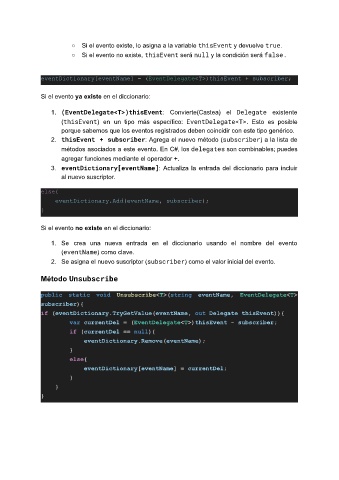 ○ Si el evento existe, lo asigna a la variable thisEvent y devuelve true.
○ Si el evento no existe, thisEvent será null y la condición será false.
eventDictionary[eventName] = (EventDelegate<T>)thisEvent + subscriber;
Si el evento ya existe en el diccionario:
1. (EventDelegate<T>)thisEvent: Convierte(Castea) el Delegate existente
(thisEvent) en un tipo más específico: EventDelegate<T>. Esto es posible
porque sabemos que los eventos registrados deben coincidir con este tipo genérico.
2. thisEvent + subscriber: Agrega el nuevo método (subscriber) a la lista de
métodos asociados a este evento. En C#, los delegates son combinables; puedes
agregar funciones mediante el operador +.
3. eventDictionary[eventName]: Actualiza la entrada del diccionario para incluir
al nuevo suscriptor.
else{
eventDictionary.Add(eventName, subscriber);
}
Si el evento no existe en el diccionario:
1. Se crea una nueva entrada en el diccionario usando el nombre del evento
(eventName) como clave.
2. Se asigna el nuevo suscriptor (subscriber) como el valor inicial del evento.
Método Unsubscribe
public static void Unsubscribe<T>(string eventName, EventDelegate<T>
subscriber){
if (eventDictionary.TryGetValue(eventName, out Delegate thisEvent)){
var currentDel = (EventDelegate<T>)thisEvent - subscriber;
if (currentDel == null){
eventDictionary.Remove(eventName);
}
else{
eventDictionary[eventName] = currentDel;
}
}
}